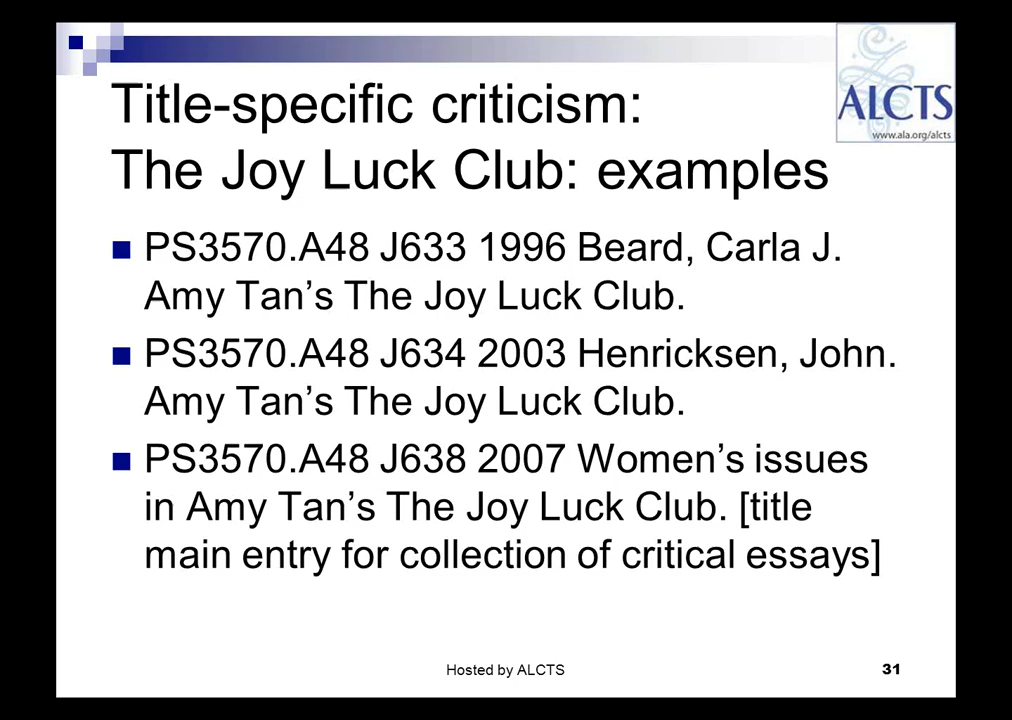 ALCTS
www.ala.org/alcts
Title-specific criticism:
The Joy Luck Club: examples
PS3570.A48 J633 1996 Beard, Carla J.
Amy Tan’s The Joy Luck Club.
PS3570.A48 J634 2003 Henricksen, John.
Amy Tan’s The Joy Luck Club.
PS3570.A48 J638 2007 Women’s issues
in Amy Tan’s The Joy Luck Club. [title
main entry for collection of critical essays]
Hosted by ALCTS
31